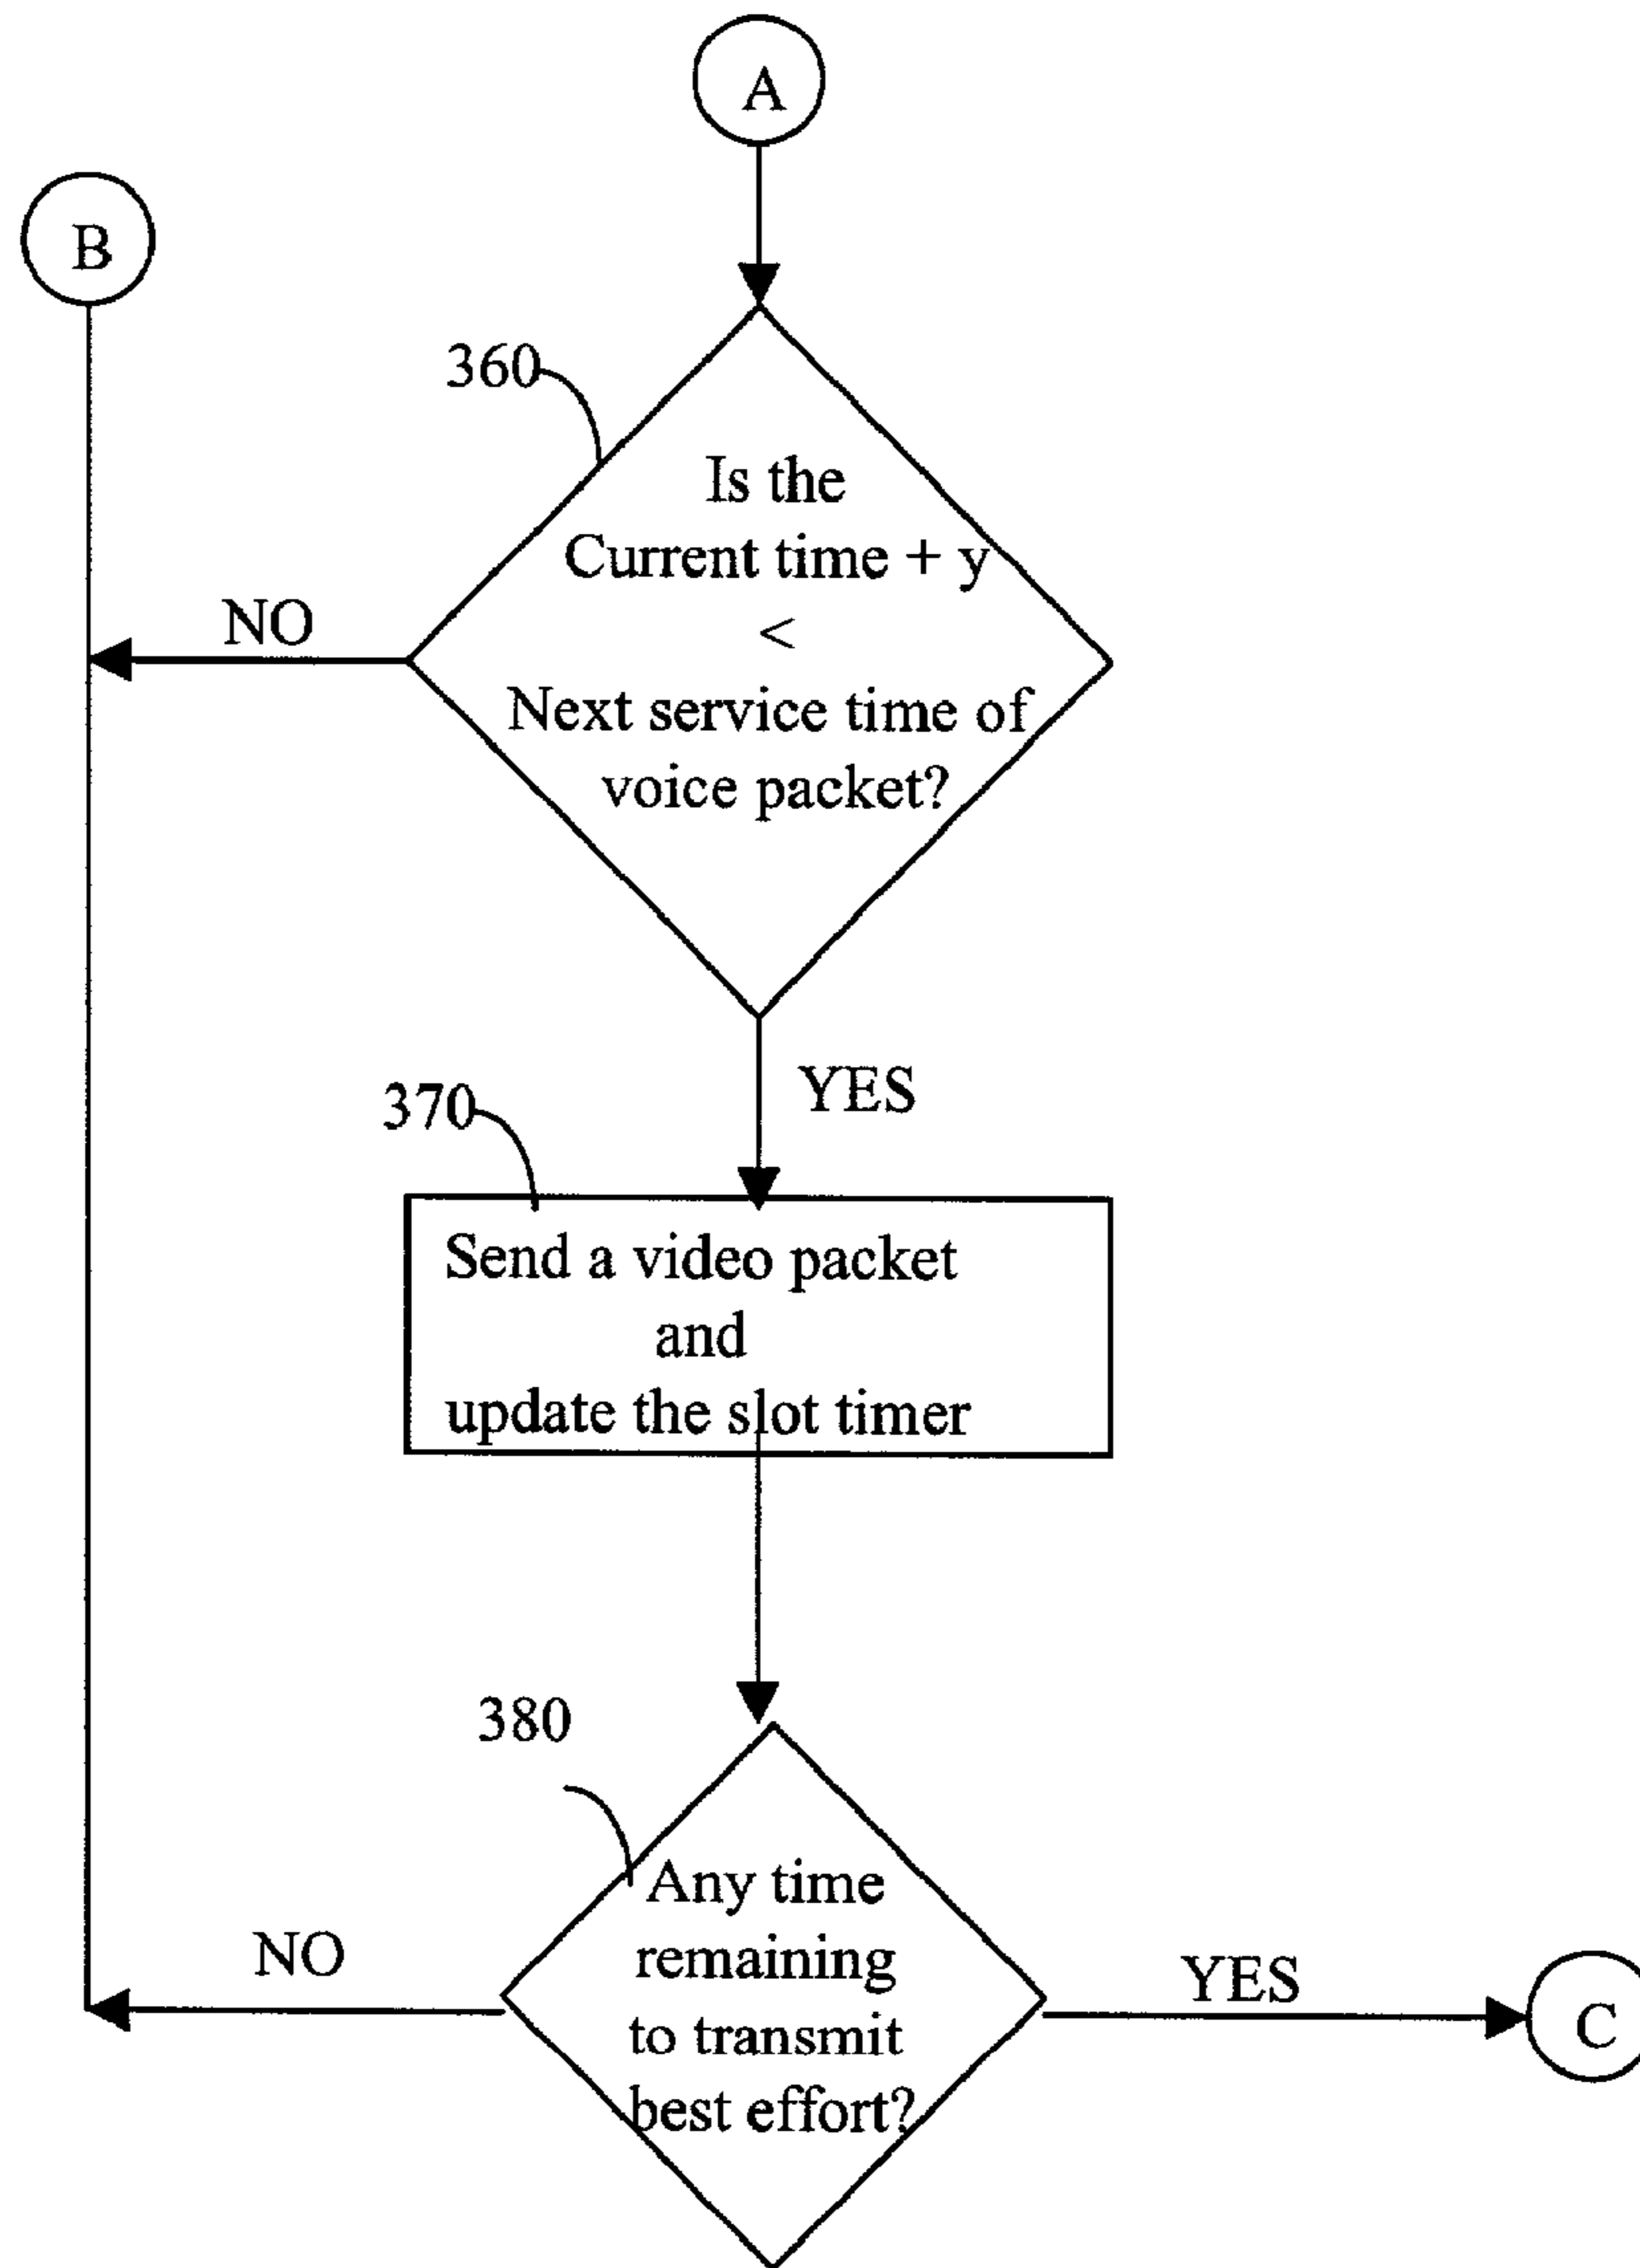 A
B
360
Is the
Current time + y
<
Next service time of
voice packet?
NO
YES
370
Send a video packet
and
update the slot timer
380
Any time
remaining
to transmit
best effort?
NO
YES
C